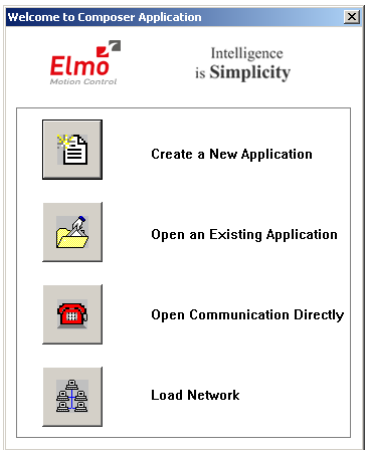 Welcome to Composer Application
Elmo
Motion Control
Intelligence
is Simplicity
Create a New Application
Open an Existing Application
Open Communication Directly
Load Network